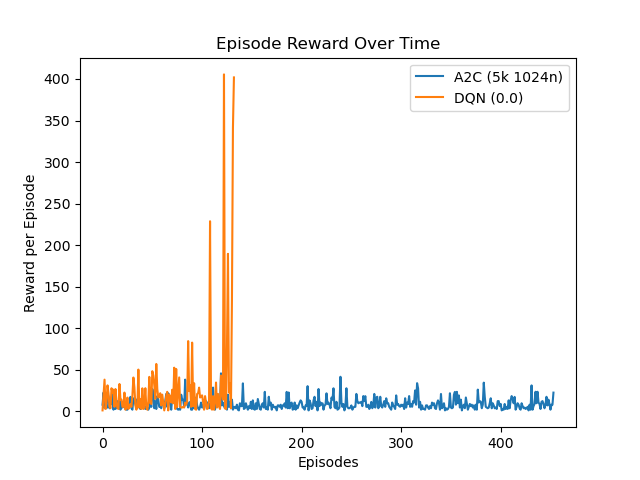 Episode Reward Over Time
A2C (5k 1024n)
DQN (0.0)
Reward per Episode
400
350
300
250
200
150
100
50
0
0 100 200 300 400
Episodes